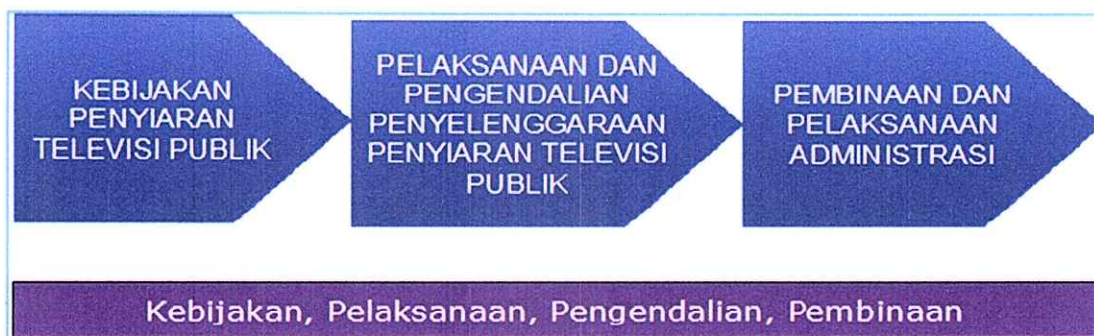 KEBIJAKAN
PENYIARAN
TELEVISI PUBLIK
PELAKSANAAN DAN
PENGENDALIAN
PENYELENGGARAAN
PENYIARAN TELEVISI
PUBLIK
PEMBINAAN DAN
PELAKSANAAN
ADMINISTRASI
Kebijakan, Pelaksanaan, Pengendalian, Pembinaan